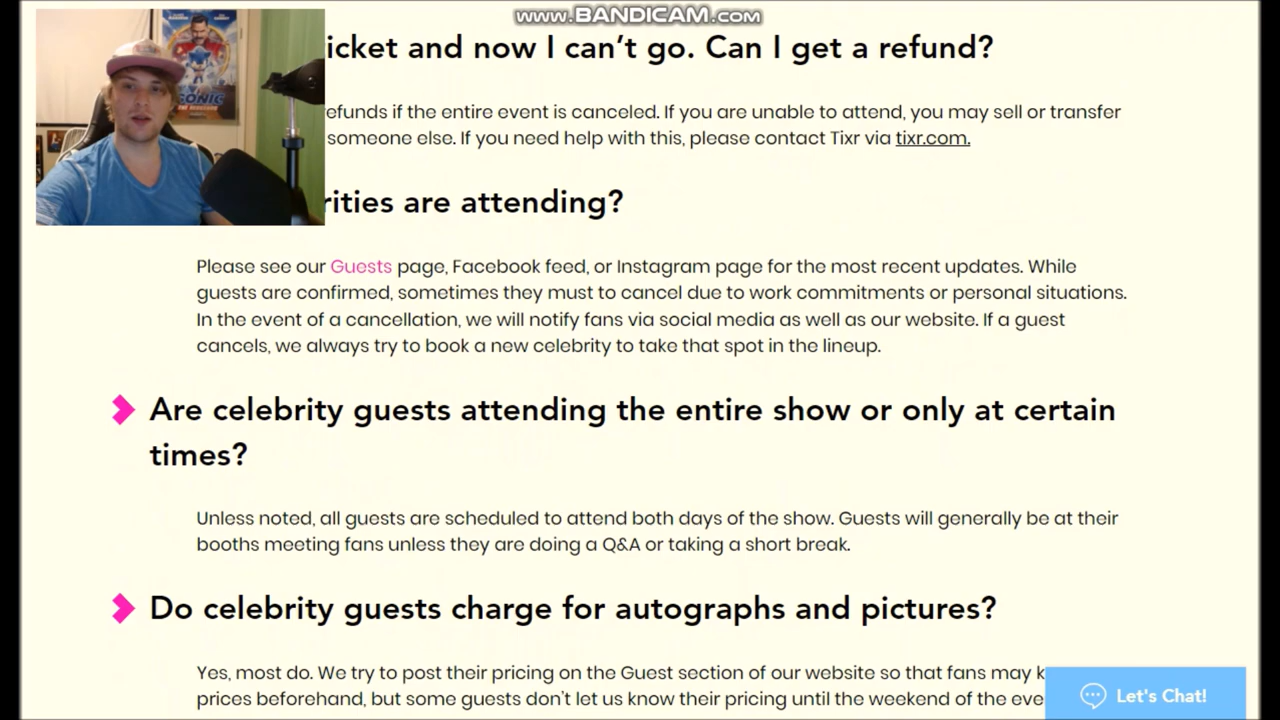 www.BANDICAM.com
icket and now I can't go. Can I get a refund?
efunds if the entire event is canceled. If you are unable to attend, you may sell or transfer
someone else. If you need help with this, please contact Tixr via tixr.com.
rities are attending?
SONIC
THE HEDGEHOG
Please see our Guests page, Facebook feed, or Instagram page for the most recent updates. While
guests are confirmed, sometimes they must to cancel due to work commitments or personal situations.
In the event of a cancellation, we will notify fans via social media as well as our website. If a guest
cancels, we always try to book a new celebrity to take that spot in the lineup.
Are celebrity guests attending the entire show or only at certain
times?
Unless noted, all guests are scheduled to attend both days of the show. Guests will generally be at their
booths meeting fans unless they are doing a Q&A or taking a short break.
Do celebrity guests charge for autographs and pictures?
Yes, most do. We try to post their pricing on the Guest section of our website so that fans may k
prices beforehand, but some guests don't let us know their pricing until the weekend of the eve
Let's Chat!